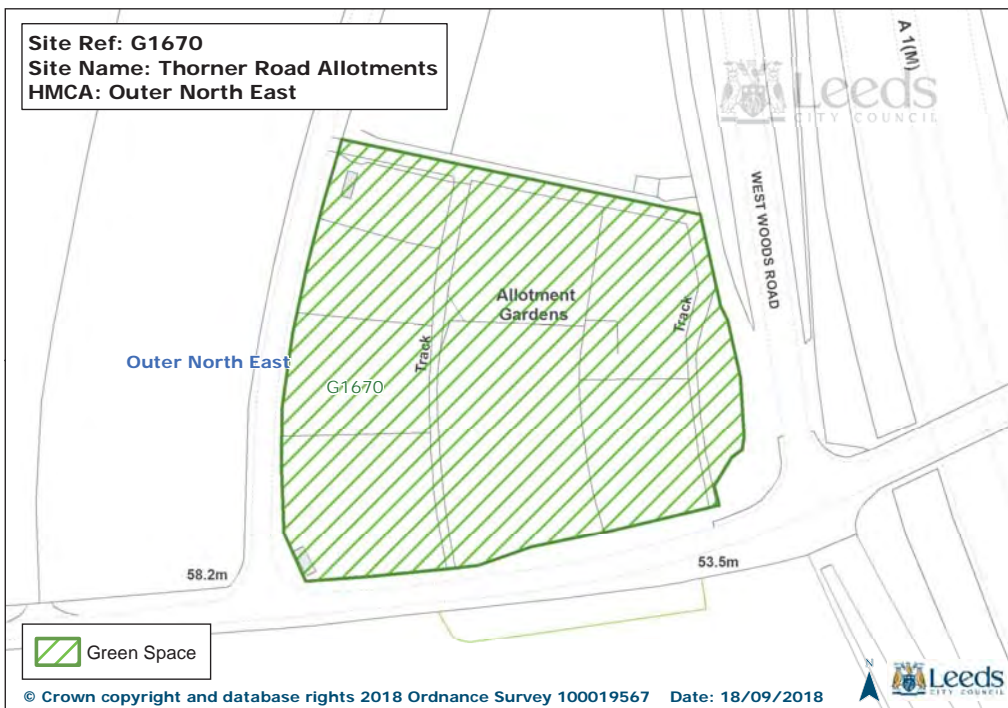 Site Ref: G1670
Site Name: Thorner Road Allotments
HMCA: Outer North East
A 1(M)
Leeds
CITY COUNCIL
WEST WOODS ROAD
Allotment
Gardens
Track
Track
Outer North East
G1670
58.2m
53.5m
Green Space
N
Leeds
CITY COUNCIL
© Crown copyright and database rights 2018 Ordnance Survey 100019567 Date: 18/09/2018